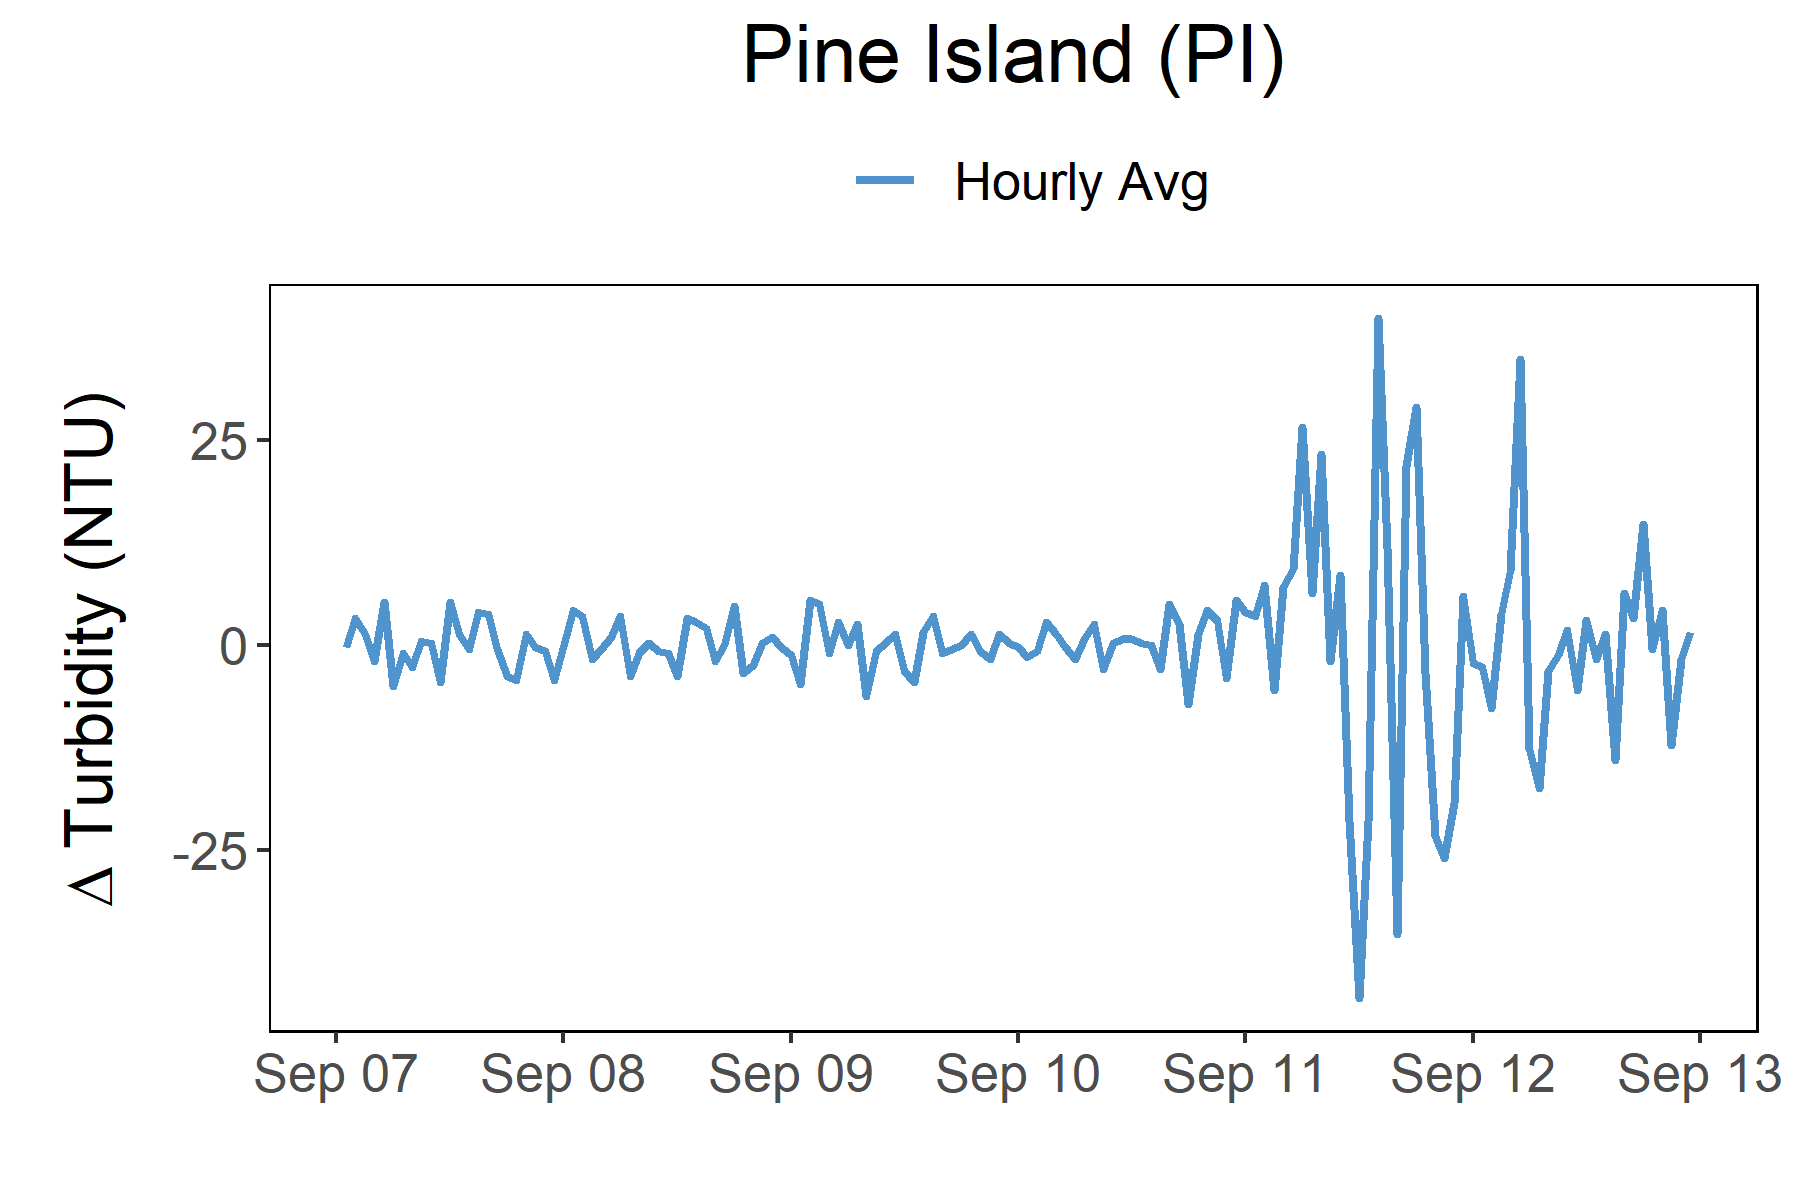 Pine Island (PI)
Hourly Avg
Δ Turbidity (NTU)
25
0
-25
Sep 07 Sep 08 Sep 09 Sep 10 Sep 11 Sep 12 Sep 13